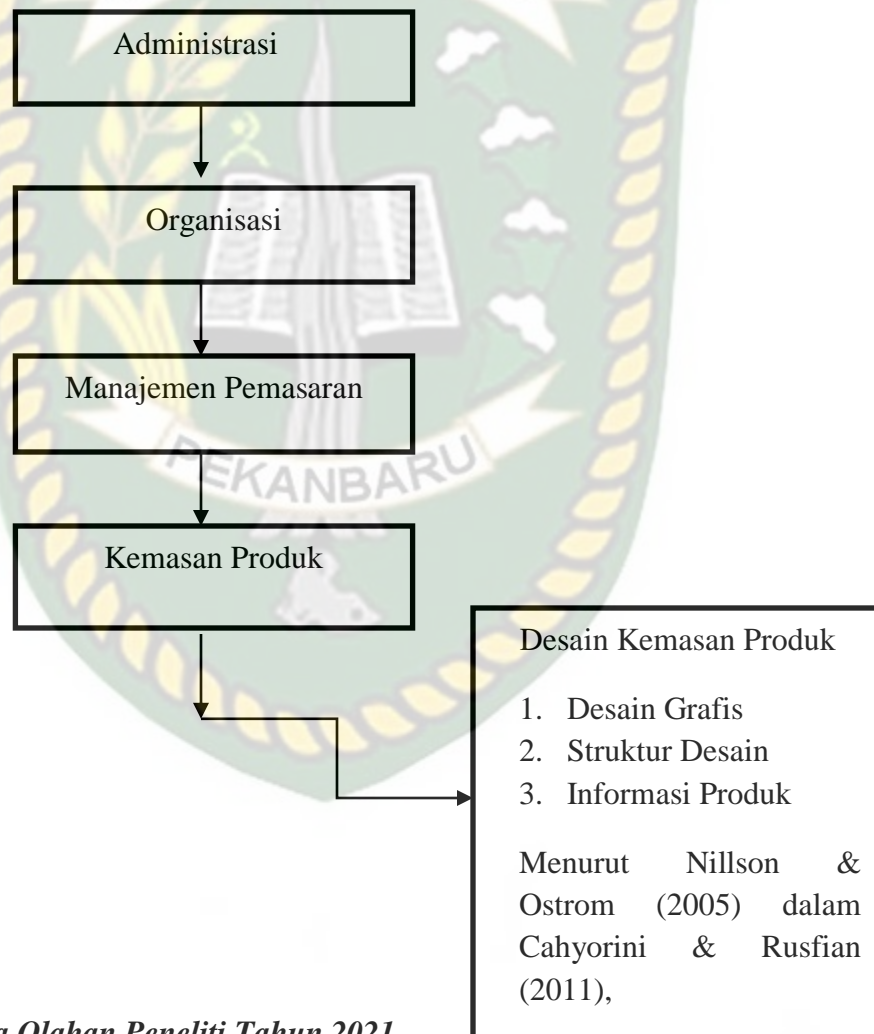 Administrasi
Organisasi
Manajemen Pemasaran
PEKANBARU
Kemasan Produk
Desain Kemasan Produk
1. Desain Grafis
2. Struktur Desain
3. Informasi Produk
Menurut Nillson &
Ostrom (2005) dalam
Cahyorini & Rusfian
(2011),
Olahan Peneliti Tahun 2021